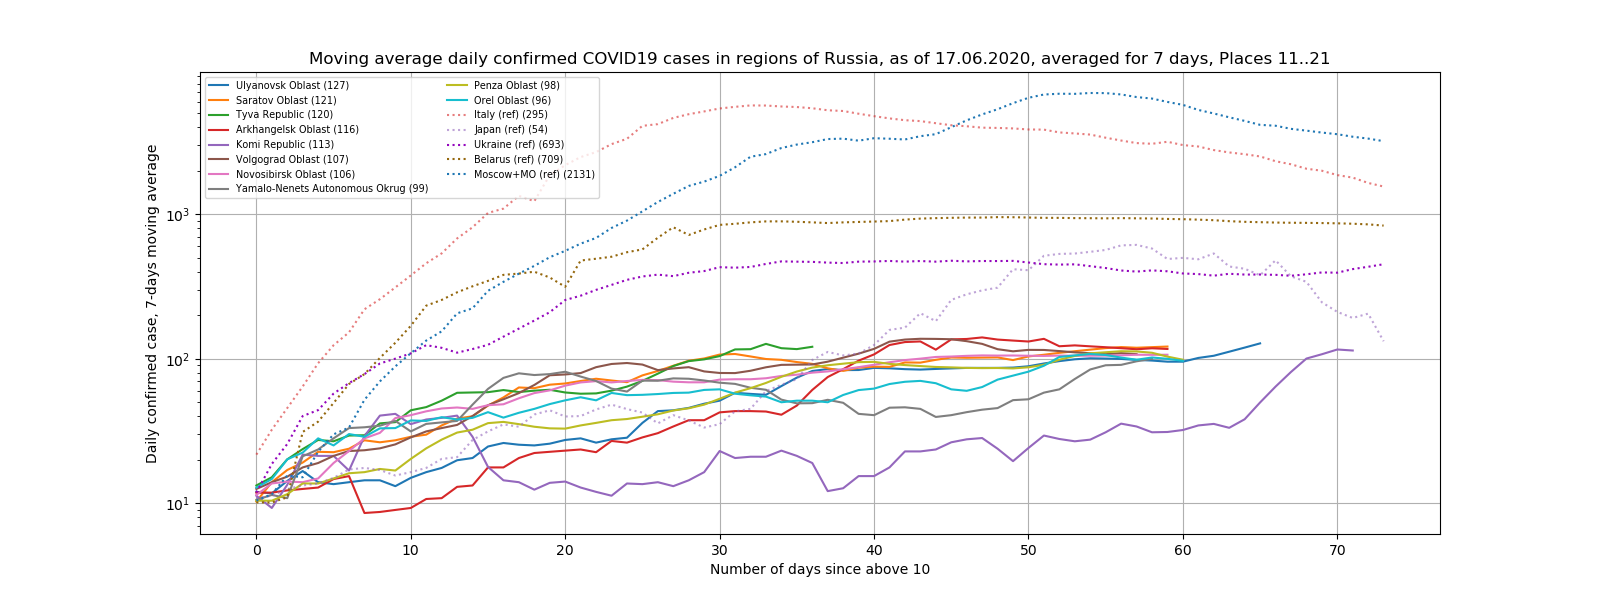 Moving average daily confirmed COVID19 cases in regions of Russia, as of 17.06.2020, averaged for 7 days, Places 11..21
Daily confirmed case, 7-days moving average
10³
10²
10¹
Ulyanovsk Oblast (127)
Saratov Oblast (121)
Tyva Republic (120)
Arkhangelsk Oblast (116)
Komi Republic (113)
Volgograd Oblast (107)
Novosibirsk Oblast (106)
Yamalo-Nenets Autonomous Okrug (99)
Penza Oblast (98)
Orel Oblast (96)
Italy (ref) (295)
Japan (ref) (54)
Ukraine (ref) (693)
Belarus (ref) (709)
Moscow+MO (ref) (2131)
0 10 20 30 40 50 60 70
Number of days since above 10